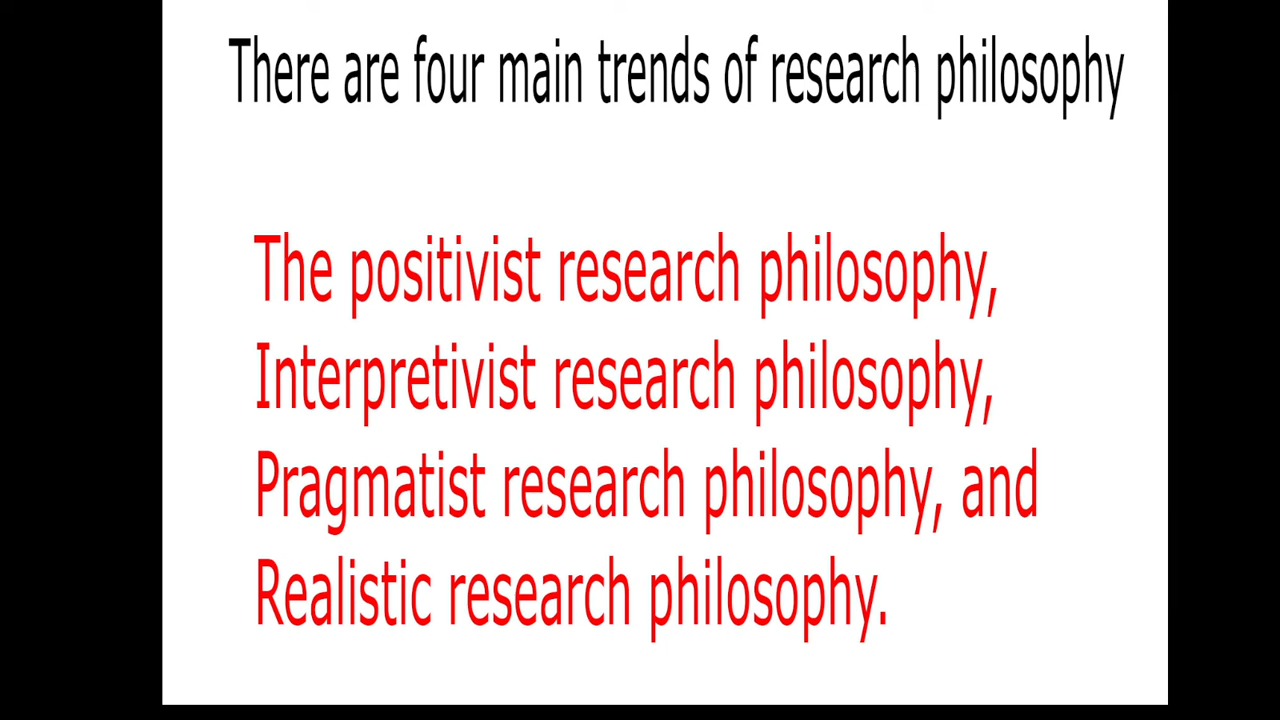 There are four main trends of research philosophy
The positivist research philosophy,
Interpretivist research philosophy,
Pragmatist research philosophy, and
Realistic research philosophy.